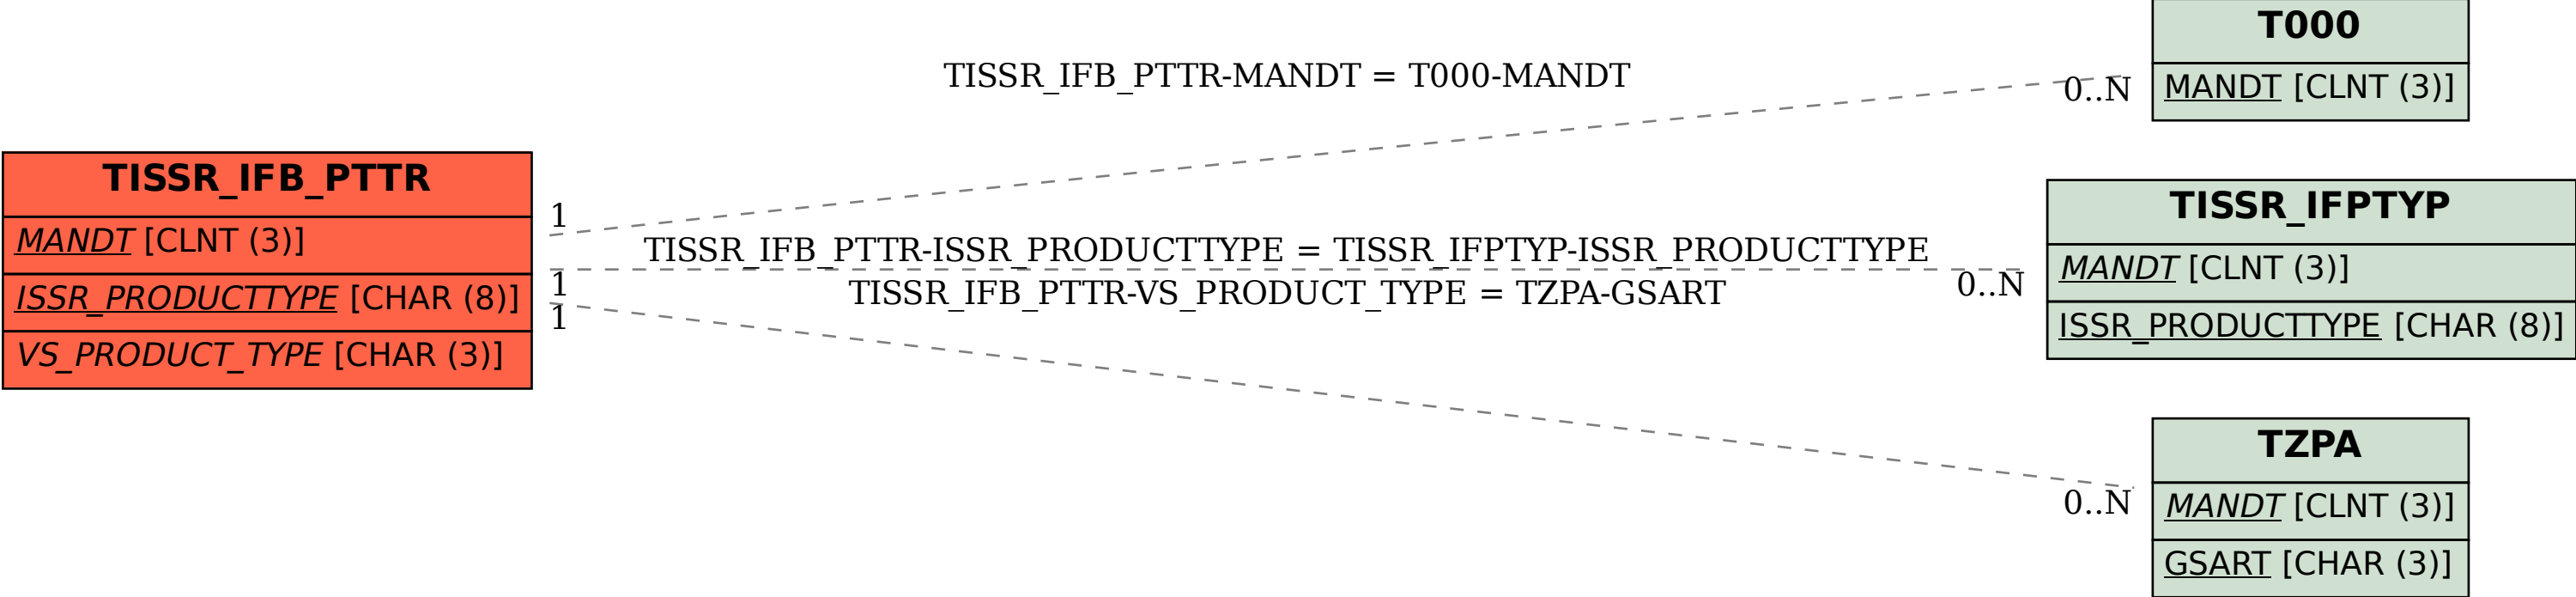 T000
MANDT [CLNT (3)]
TISSR_IFB_PTTR-MANDT = T000-MANDT
0..N
TISSR_IFB_PTTR
MANDT [CLNT (3)]
ISSR_PRODUCTTYPE [CHAR (8)]
VS_PRODUCT_TYPE [CHAR (3)]
1
1
1
TISSR_IFB_PTTR-ISSR_PRODUCTTYPE = TISSR_IFPTYP-ISSR_PRODUCTTYPE
0..N
TISSR_IFB_PTTR-VS_PRODUCT_TYPE = TZPA-GSART
TISSR_IFPTYP
MANDT [CLNT (3)]
ISSR_PRODUCTTYPE [CHAR (8)]
0..N
TZPA
MANDT [CLNT (3)]
GSART [CHAR (3)]